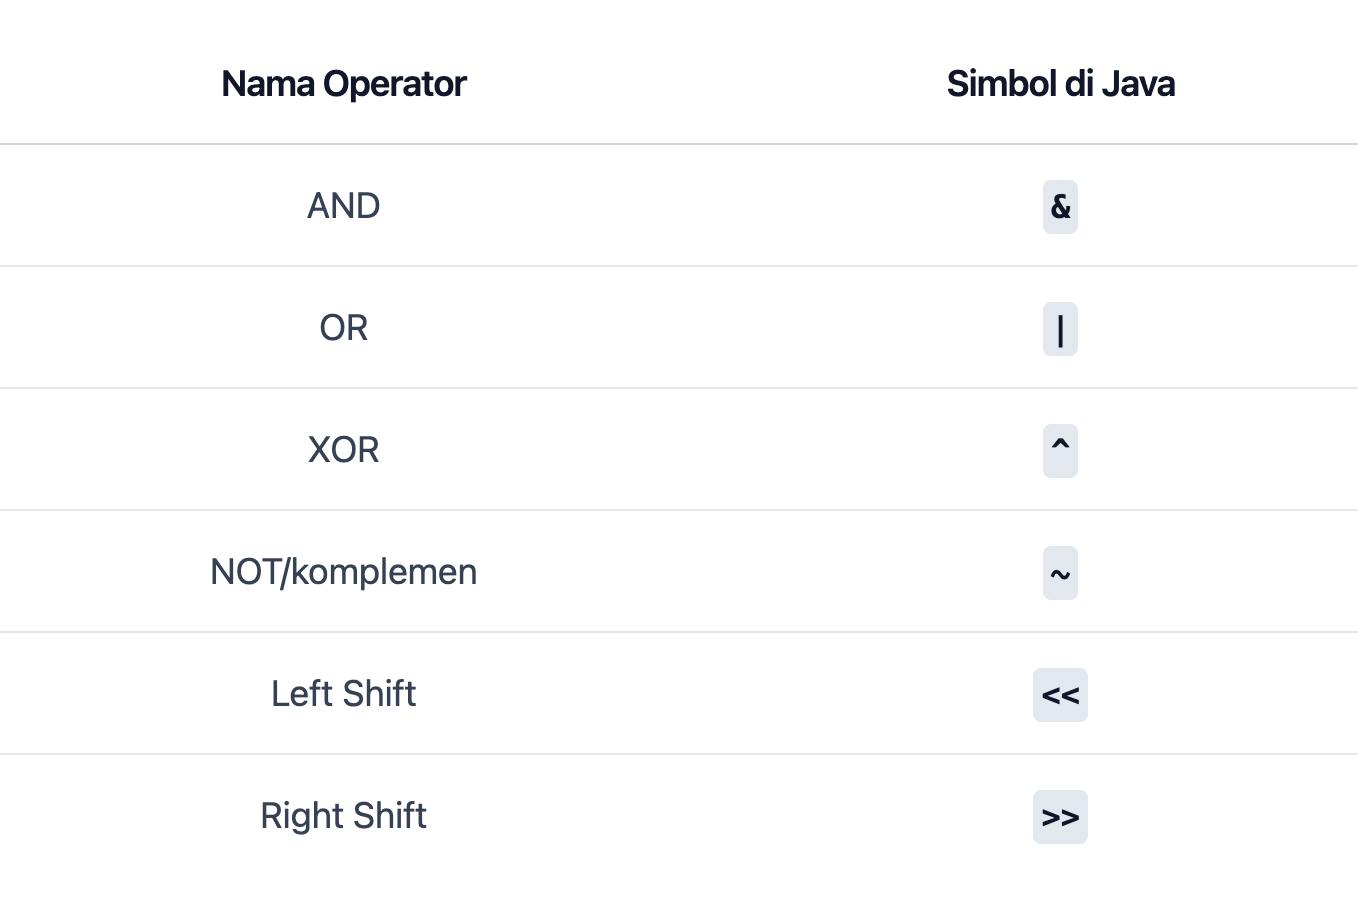 Nama Operator Simbol di Java
AND &
OR |
XOR ^
NOT/komplemen ~
Left Shift <<
Right Shift >>